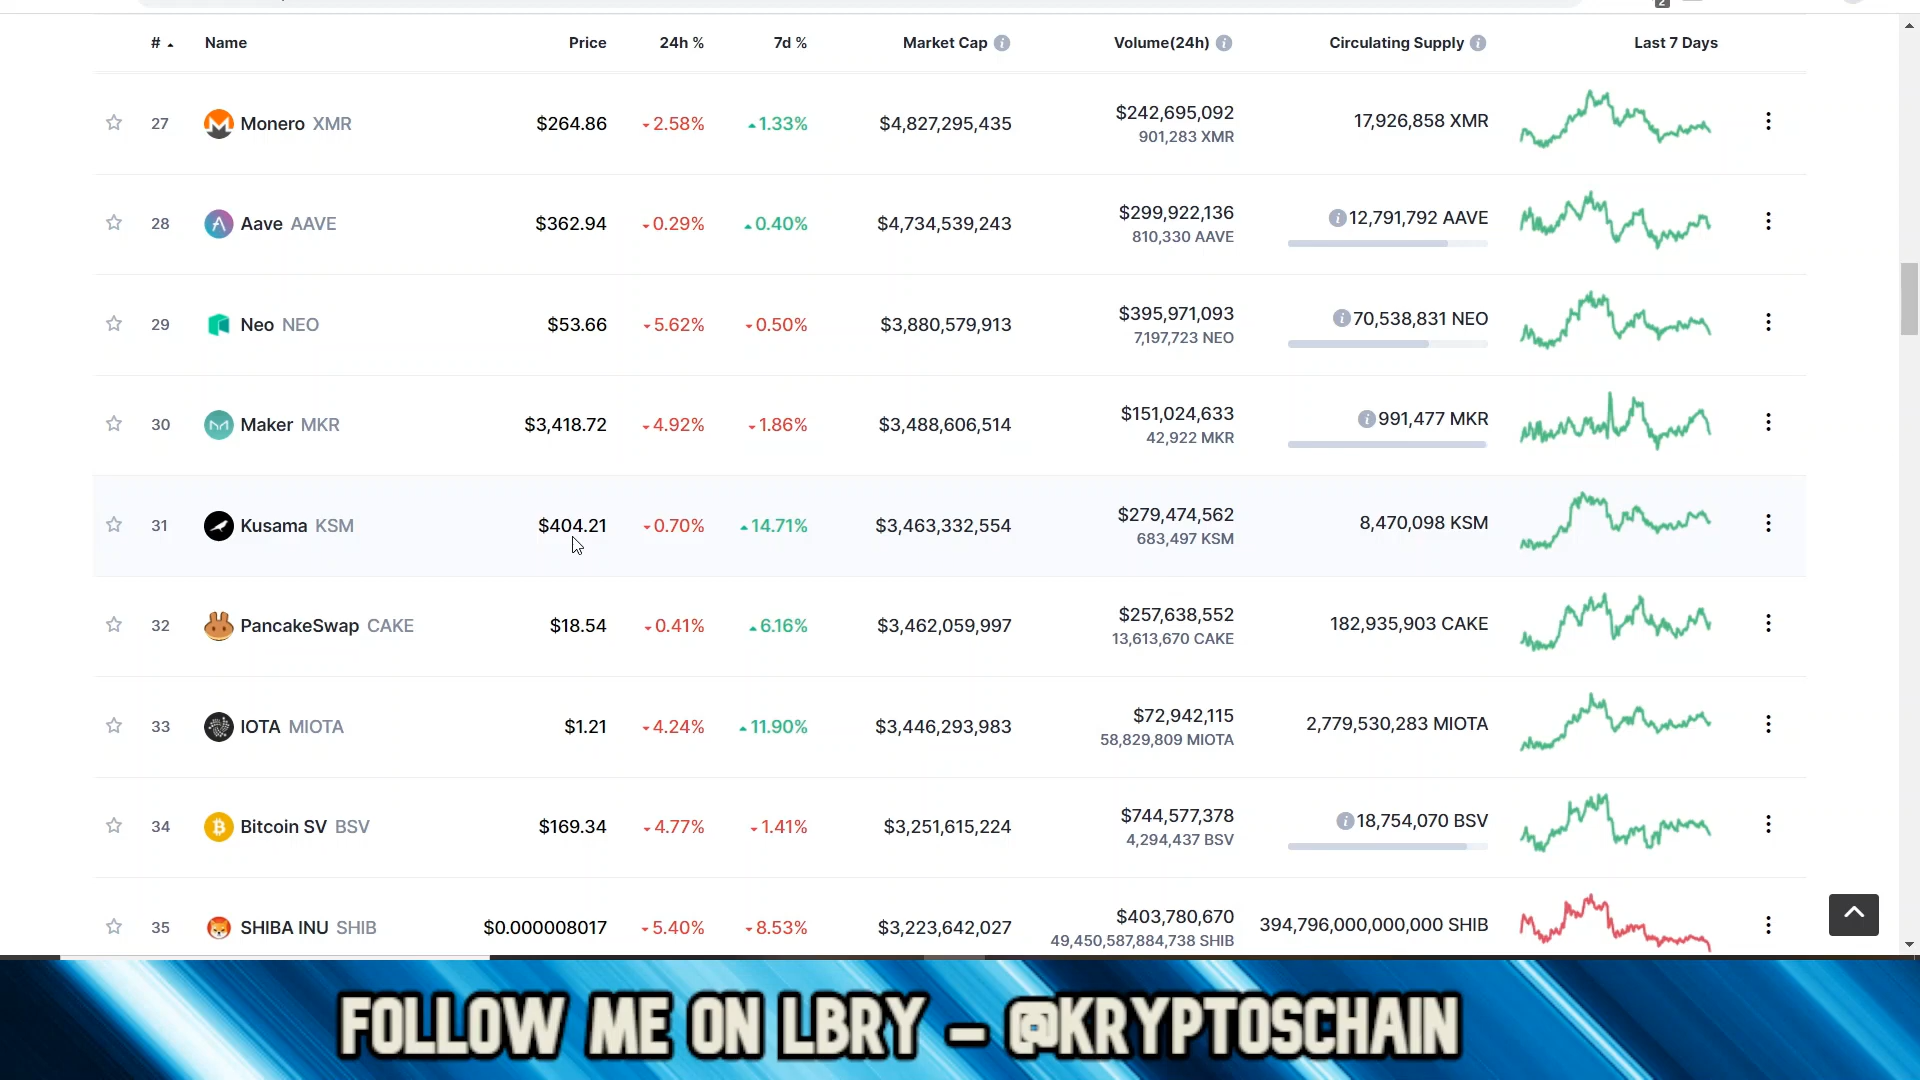 2
# Name Price 24h % 7d % Market Cap Volume(24h) Circulating Supply Last 7 Days
27 Monero XMR $264.86 2.58% 1.33% $4,827,295,435 $242,695,092 17,926,858 XMR
901,283 XMR
28 Aave AAVE $362.94 0.29% 0.40% $4,734,539,243 $299,922,136 12,791,792 AAVE
810,330 AAVE
29 Neo NEO $53.66 5.62% 0.50% $3,880,579,913 $395,971,093 70,538,831 NEO
7,197,723 NEO
30 Maker MKR $3,418.72 4.92% 1.86% $3,488,606,514 $151,024,633 991,477 MKR
42,922 MKR
31 Kusama KSM $404.21 0.70% 14.71% $3,463,332,554 $279,474,562 8,470,098 KSM
683,497 KSM
32 PancakeSwap CAKE $18.54 0.41% 6.16% $3,462,059,997 $257,638,552 182,935,903 CAKE
13,613,670 CAKE
33 IOTA MIOTA $1.21 4.24% 11.90% $3,446,293,983 $72,942,115 2,779,530,283 MIOTA
58,829,809 MIOTA
34 Bitcoin SV BSV $169.34 4.77% 1.41% $3,251,615,224 $744,577,378 18,754,070 BSV
4,294,437 BSV
35 SHIBA INU SHIB $0.000008017 5.40% 8.53% $3,223,642,027 $403,780,670 394,796,000,000,000 SHIB
49,450,587,884,738 SHIB
FOLLOW ME ON LBRY - @KRYPTOSCHAIN